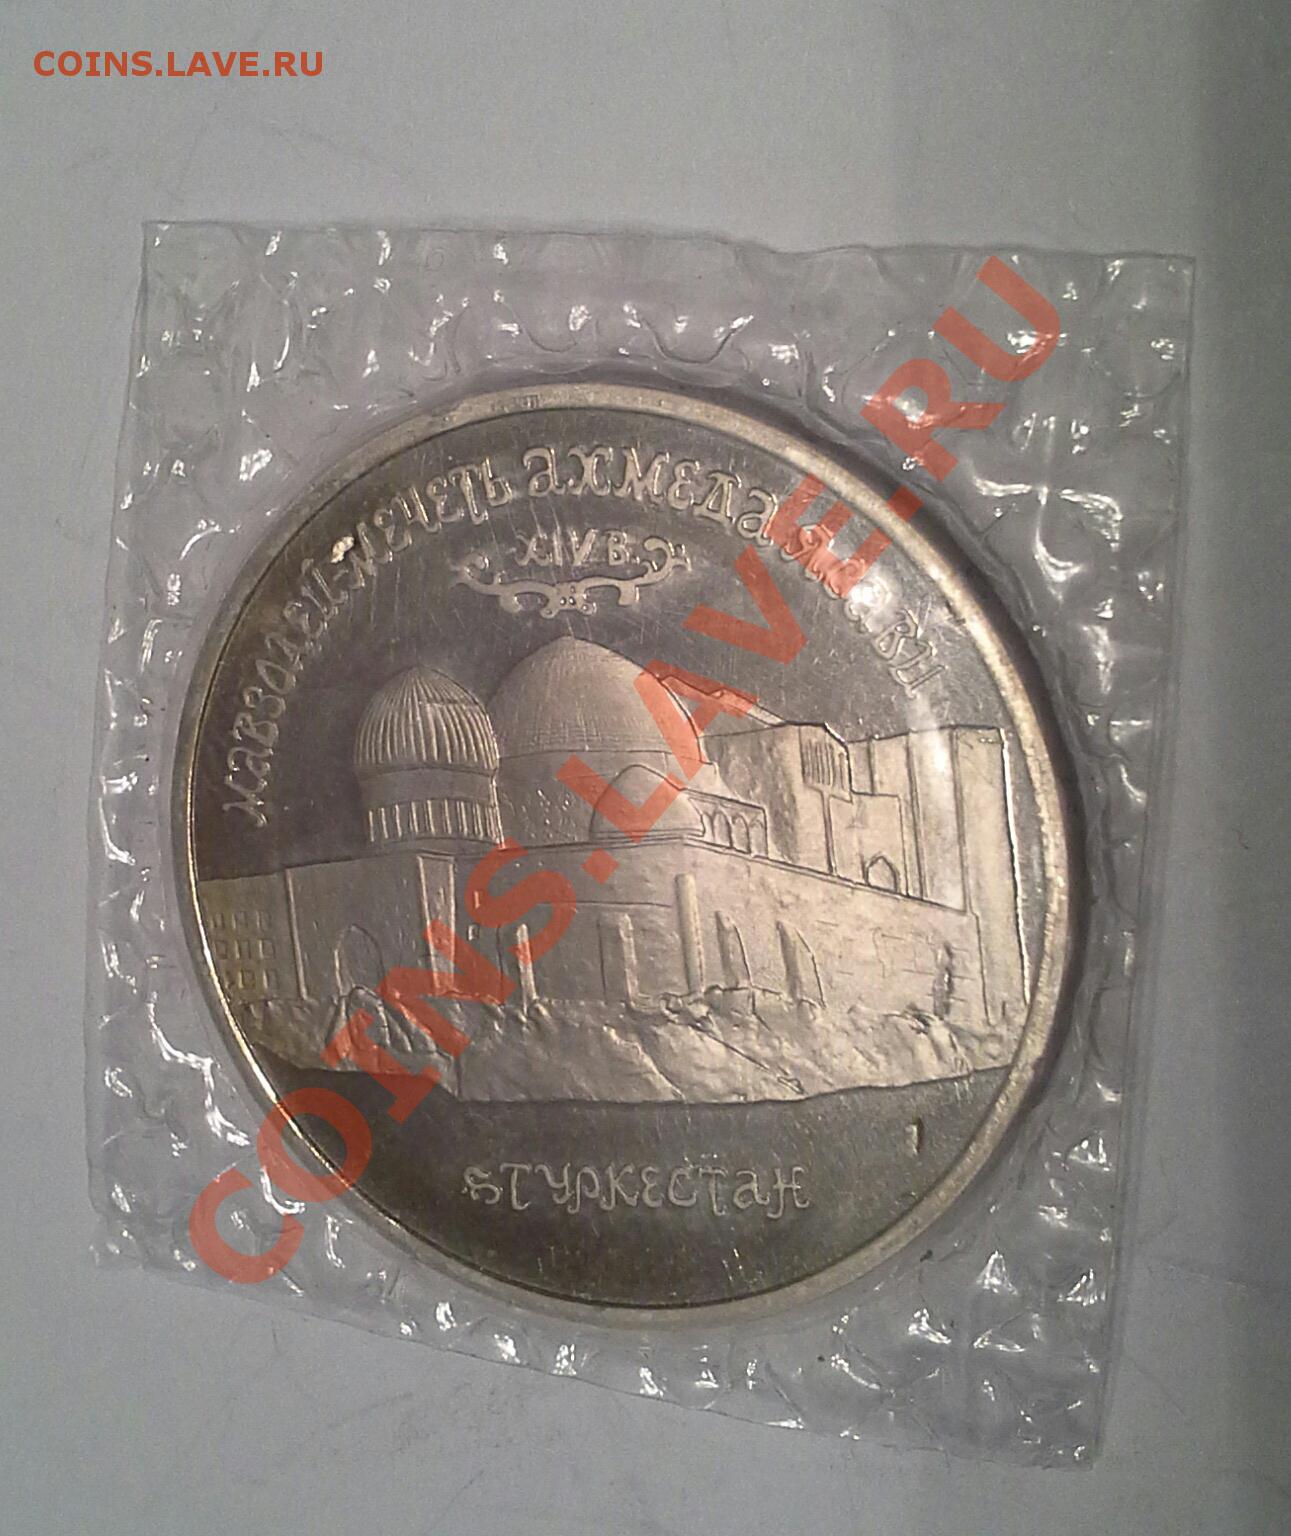 COINS.LAVE.RU
МАВЗОЛЕЙ-МЕЧЕТЬ АХМЕДА ЯСАВИ
XIV В.
г. ТУРКЕСТАН
COINS.LAVE.RU